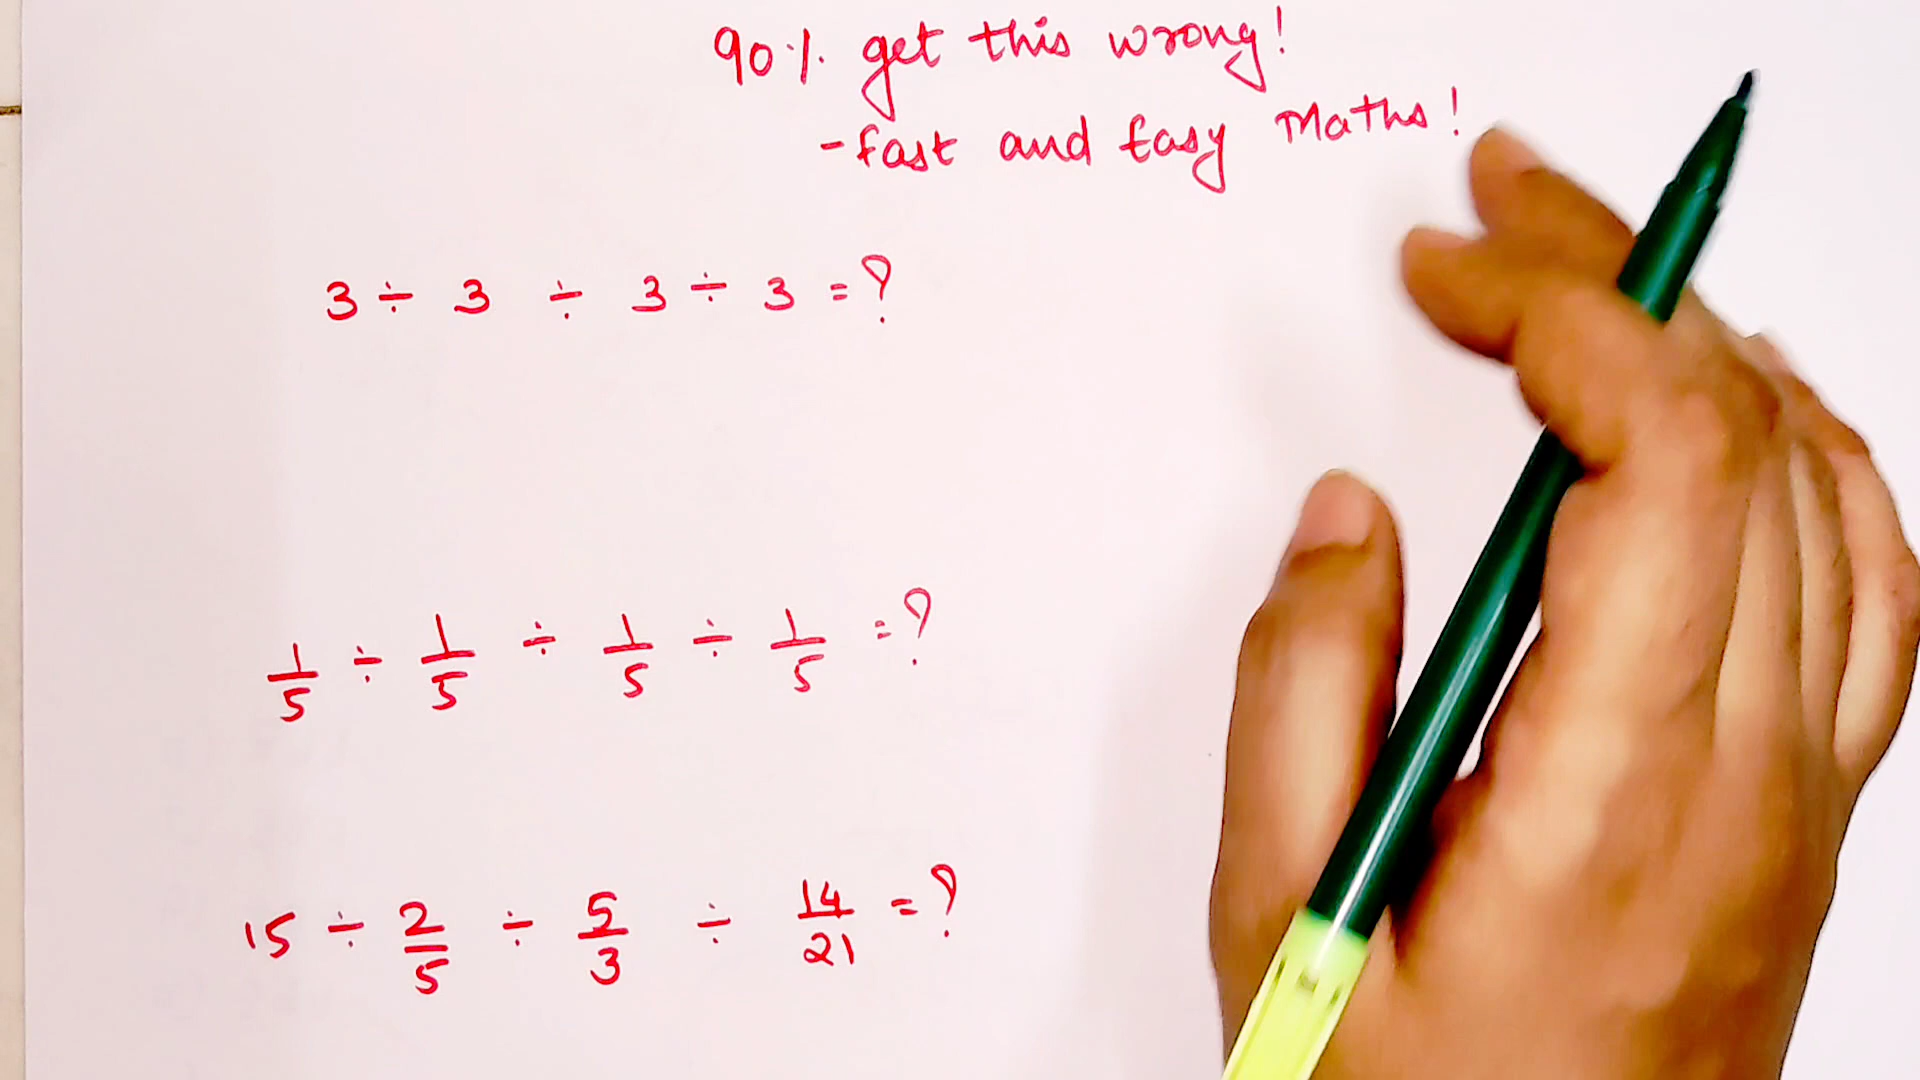 90% get this wrong!
- fast and Easy Maths!
3 ÷ 3 ÷ 3 ÷ 3 = ?
1/5 ÷ 1/5 ÷ 1/5 ÷ 1/5 = ?
15 ÷ 2/5 ÷ 5/3 ÷ 14/21 = ?